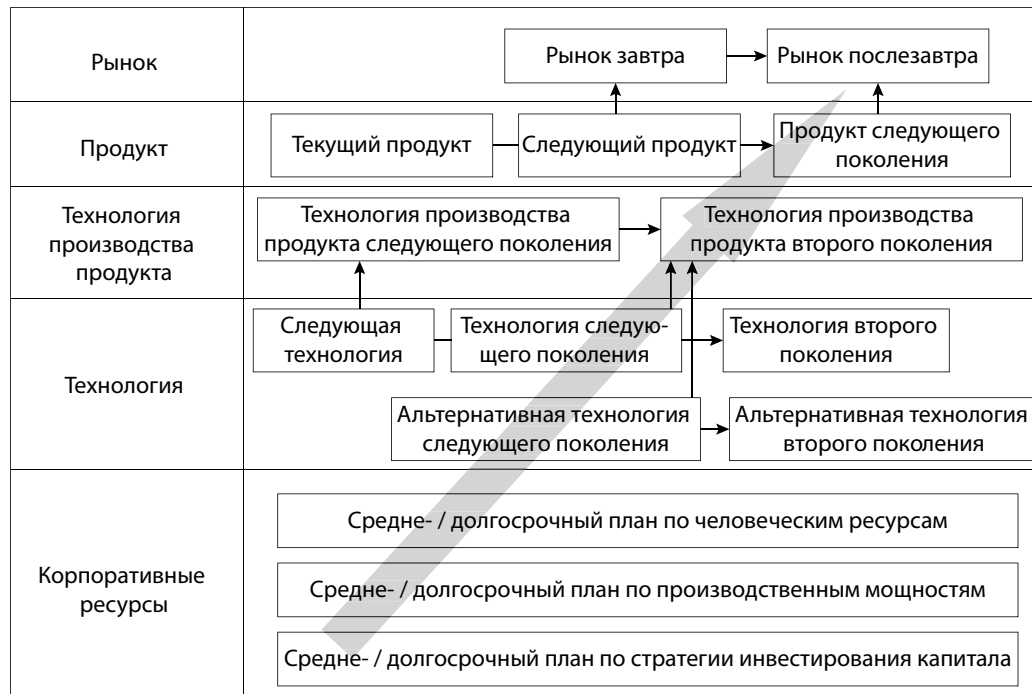 Рынок
Рынок завтра
Рынок послезавтра
Продукт
Текущий продукт
Следующий продукт
Продукт следующего
поколения
Технология
производства
продукта
Технология производства
продукта следующего поколения
Технология производства
продукта второго поколения
Технология
Следующая
технология
Технология следую-
щего поколения
Технология второго
поколения
Альтернативная технология
следующего поколения
Альтернативная технология
второго поколения
Корпоративные
ресурсы
Средне- / долгосрочный план по человеческим ресурсам
Средне- / долгосрочный план по производственным мощностям
Средне- / долгосрочный план по стратегии инвестирования капитала